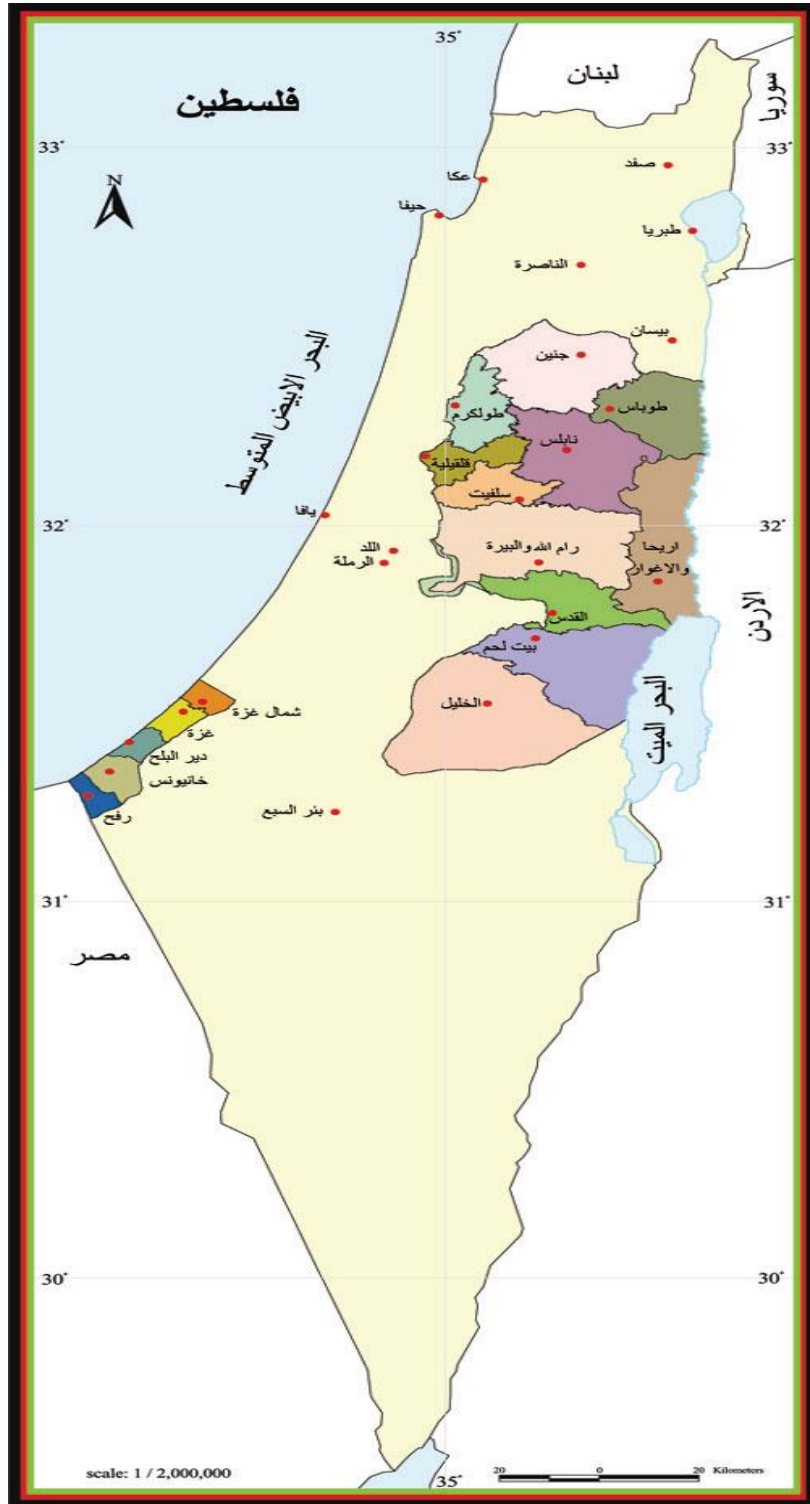 35°
لبنان
سوريا
فلسطين
33°
33°
N
صفد
عكا
حيفا
طبريا
الناصرة
بيسان
البحر الابيض المتوسط
جنين
طوباس
طولكرم
نابلس
قلقيلية
سلفيت
يافا
32°
32°
اللد
الرملة
رام الله والبيرة
اريحا
والاغوار
الاردن
القدس
بيت لحم
الخليل
البحر الميت
شمال غزة
غزة
دير البلح
خانيونس
رفح
بئر السبع
31°
31°
مصر
30°
30°
scale: 1 / 2,000,000
35°
20 0 20 Kilometers